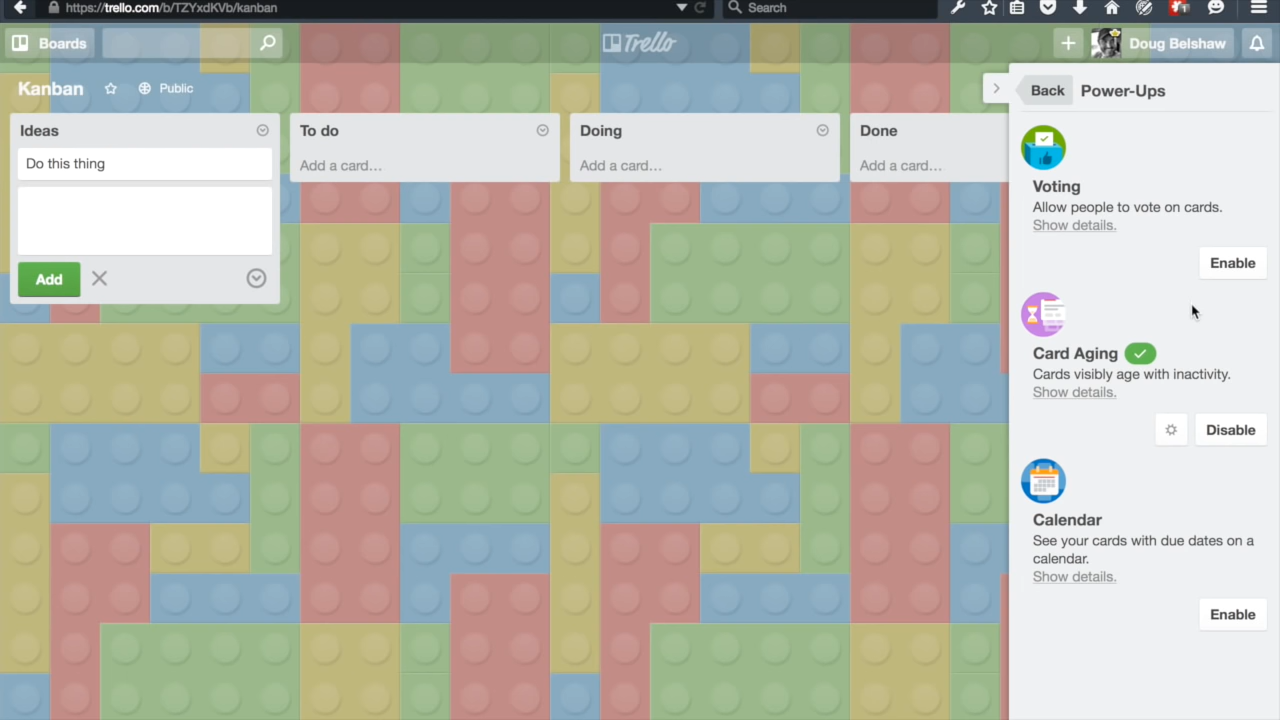 https://trello.com/b/TZYxdKVb/kanban
Search
1
Boards
Trello
Doug Belshaw
Kanban
Public
Back
Power-Ups
Ideas
To do
Doing
Done
Do this thing
Add a card…
Add a card…
Add a card…
Add
Voting
Allow people to vote on cards.
Show details.
Enable
Card Aging
Cards visibly age with inactivity.
Show details.
Disable
Calendar
See your cards with due dates on a
calendar.
Show details.
Enable